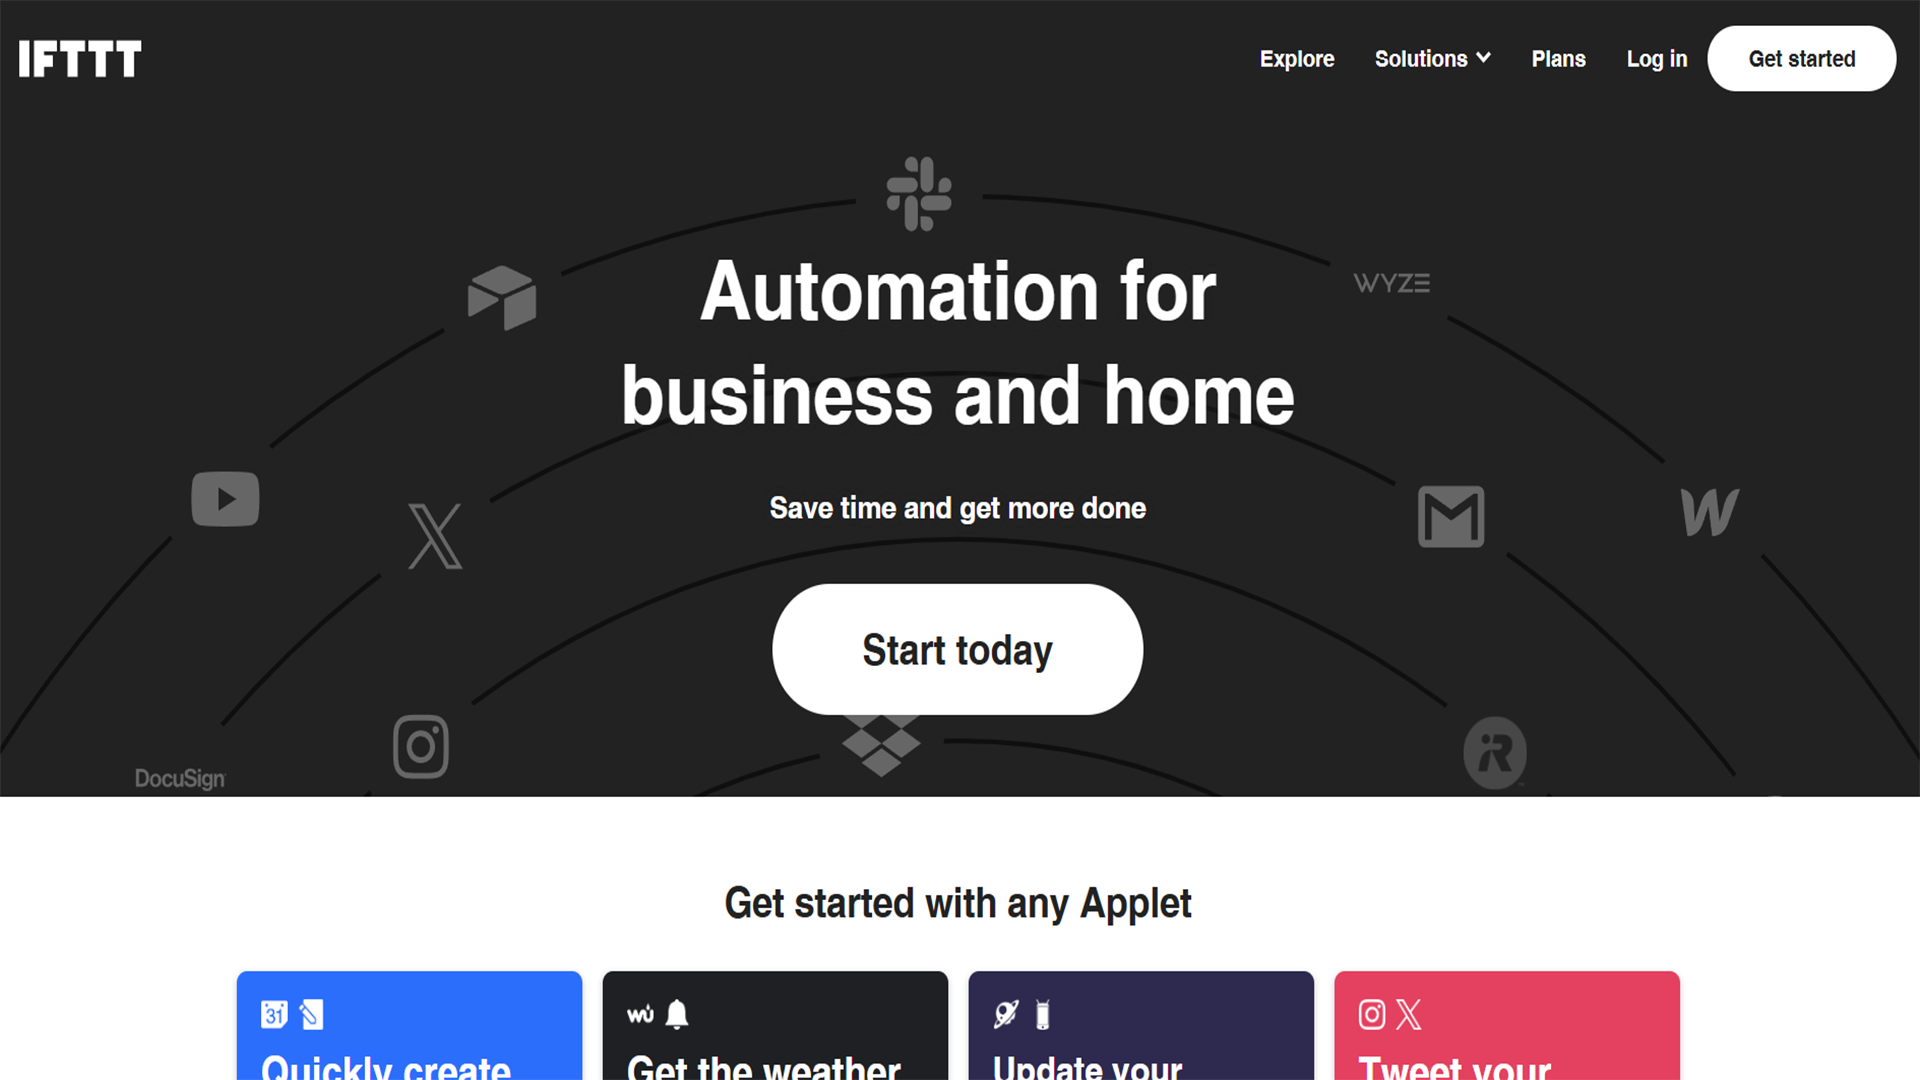 IFTTT
Explore
Solutions
Plans
Log in
Get started
WYZE
Automation for
business and home
Save time and get more done
Start today
DocuSign
Get started with any Applet
31
wu
Quickly create
Get the weather
Update your
Tweet your